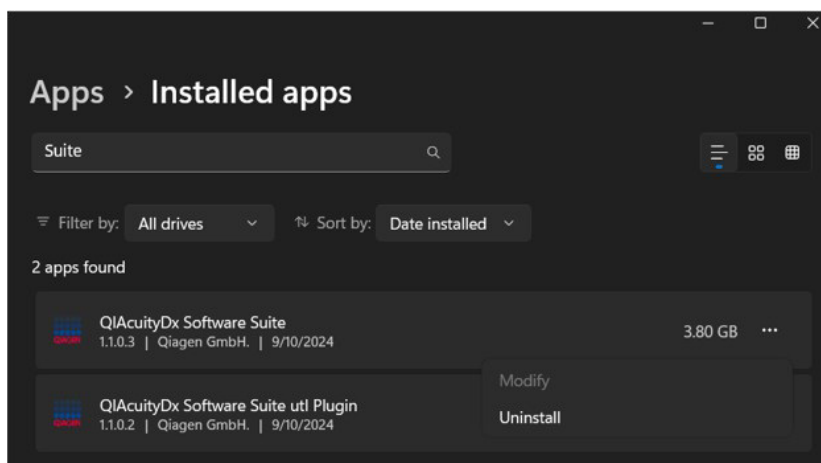 Apps > Installed apps
Suite
Filter by: All drives Sort by: Date installed
2 apps found
QIAcuityDx Software Suite
1.1.0.3 | Qiagen GmbH. | 9/10/2024
3.80 GB
Modify
Uninstall
QIAcuityDx Software Suite utl Plugin
1.1.0.2 | Qiagen GmbH. | 9/10/2024